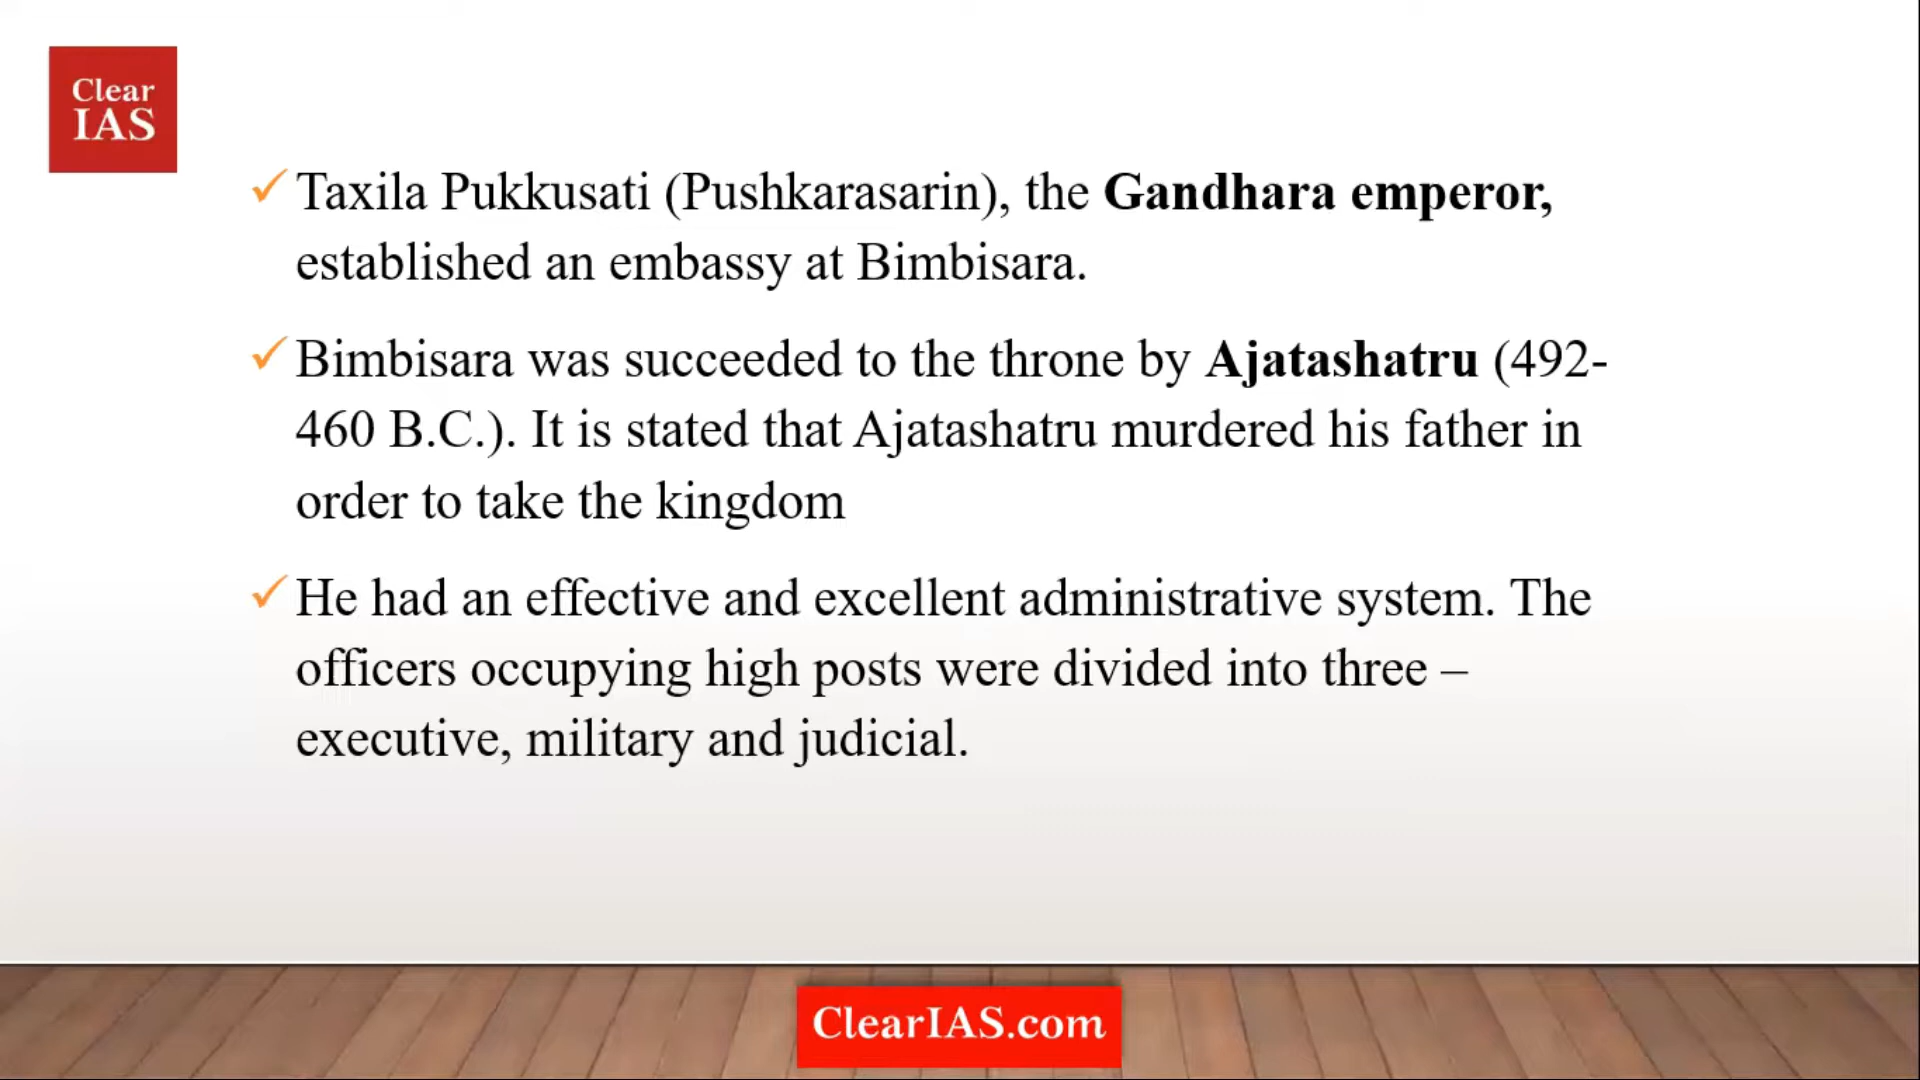 Clear
IAS
Taxila Pukkusati (Pushkarasarin), the Gandhara emperor,
established an embassy at Bimbisara.
Bimbisara was succeeded to the throne by Ajatashatru (492-
460 B.C.). It is stated that Ajatashatru murdered his father in
order to take the kingdom
He had an effective and excellent administrative system. The
officers occupying high posts were divided into three –
executive, military and judicial.
ClearIAS.com